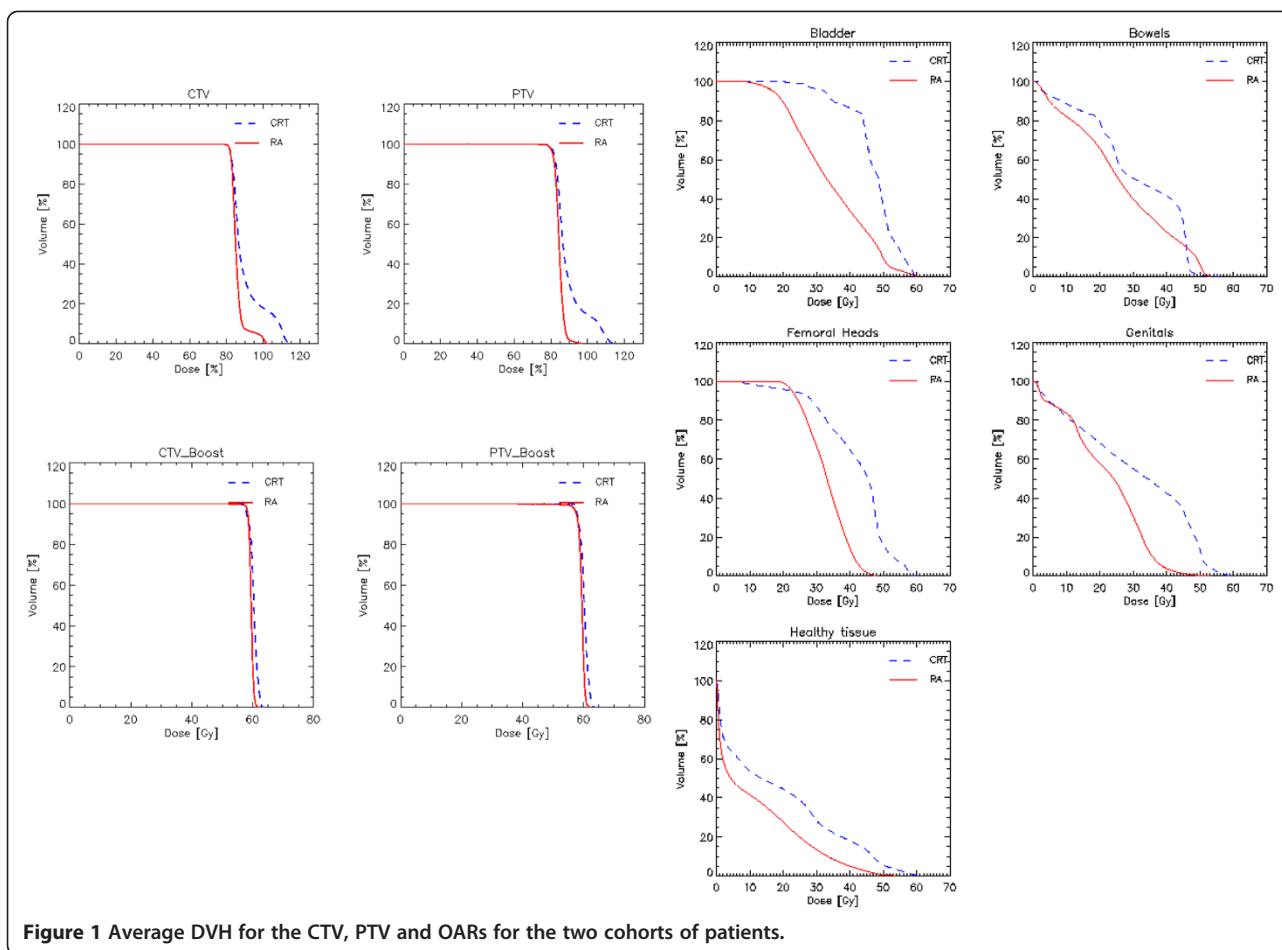 CTV
120
100
80
60
40
20
0
Volume [%]
CRT
RA
0 20 40 60 80 100 120
Dose [%]
PTV
120
100
80
60
40
20
0
Volume [%]
CRT
RA
0 20 40 60 80 100 120
Dose [%]
CTV_Boost
120
100
80
60
40
20
0
Volume [%]
CRT
RA
0 20 40 60 80
Dose [Gy]
PTV_Boost
120
100
80
60
40
20
0
Volume [%]
CRT
RA
0 20 40 60 80
Dose [Gy]
Bladder
120
100
80
60
40
20
0
Volume [%]
CRT
RA
0 10 20 30 40 50 60 70
Dose [Gy]
Bowels
120
100
80
60
40
20
0
Volume [%]
CRT
RA
0 10 20 30 40 50 60 70
Dose [Gy]
Femoral Heads
120
100
80
60
40
20
0
Volume [%]
CRT
RA
0 10 20 30 40 50 60 70
Dose [Gy]
Genitals
120
100
80
60
40
20
0
Volume [%]
CRT
RA
0 10 20 30 40 50 60 70
Dose [Gy]
Healthy tissue
120
100
80
60
40
20
0
Volume [%]
CRT
RA
0 10 20 30 40 50 60 70
Dose [Gy]
Figure 1 Average DVH for the CTV, PTV and OARs for the two cohorts of patients.